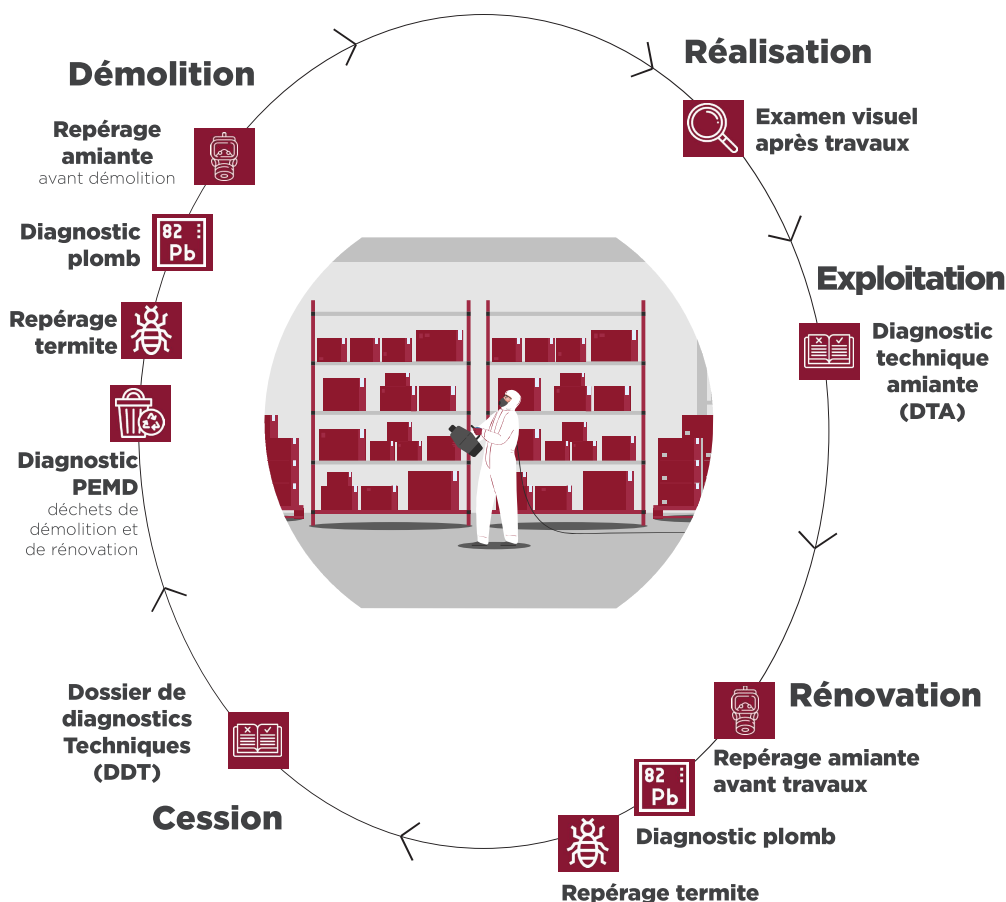 Démolition
Repérage
amiante
avant démolition
82
Pb
Diagnostic
plomb
Repérage
termite
Diagnostic
PEMD
déchets de
démolition et
de rénovation
Réalisation
Examen visuel
après travaux
Exploitation
Diagnostic
technique
amiante
(DTA)
Rénovation
Repérage amiante
avant travaux
82
Pb
Diagnostic plomb
Repérage termite
Dossier de
diagnostics
Techniques
(DDT)
Cession